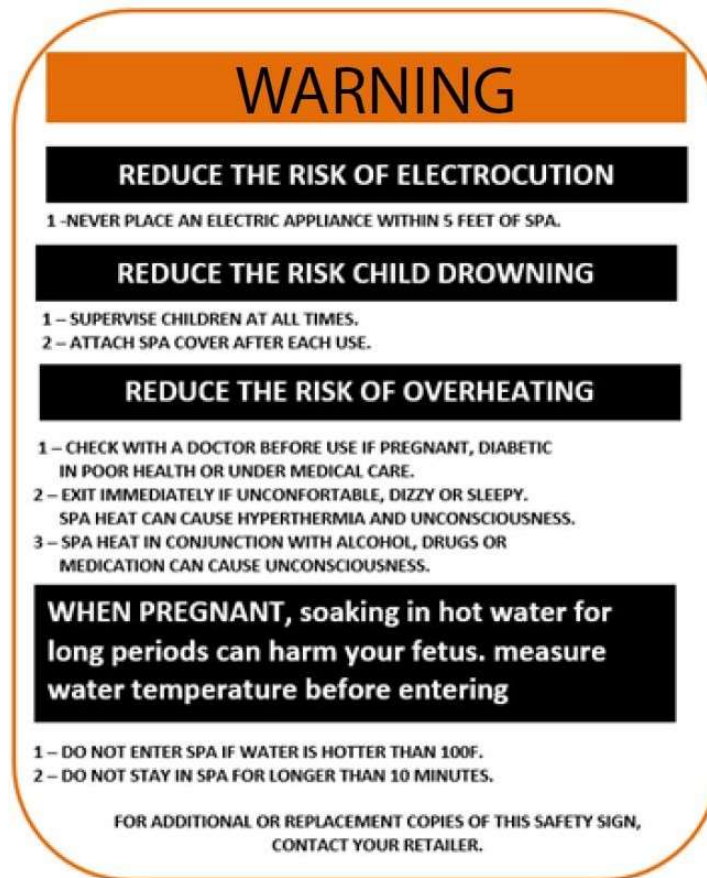 WARNING
REDUCE THE RISK OF ELECTROCUTION
1 -NEVER PLACE AN ELECTRIC APPLIANCE WITHIN 5 FEET OF SPA.
REDUCE THE RISK CHILD DROWNING
1 – SUPERVISE CHILDREN AT ALL TIMES.
2 – ATTACH SPA COVER AFTER EACH USE.
REDUCE THE RISK OF OVERHEATING
1 – CHECK WITH A DOCTOR BEFORE USE IF PREGNANT, DIABETIC
IN POOR HEALTH OR UNDER MEDICAL CARE.
2 – EXIT IMMEDIATELY IF UNCONFORTABLE, DIZZY OR SLEEPY.
SPA HEAT CAN CAUSE HYPERTHERMIA AND UNCONSCIOUSNESS.
3 – SPA HEAT IN CONJUNCTION WITH ALCOHOL, DRUGS OR
MEDICATION CAN CAUSE UNCONSCIOUSNESS.
WHEN PREGNANT, soaking in hot water for
long periods can harm your fetus. measure
water temperature before entering
1 – DO NOT ENTER SPA IF WATER IS HOTTER THAN 100F.
2 – DO NOT STAY IN SPA FOR LONGER THAN 10 MINUTES.
FOR ADDITIONAL OR REPLACEMENT COPIES OF THIS SAFETY SIGN,
CONTACT YOUR RETAILER.